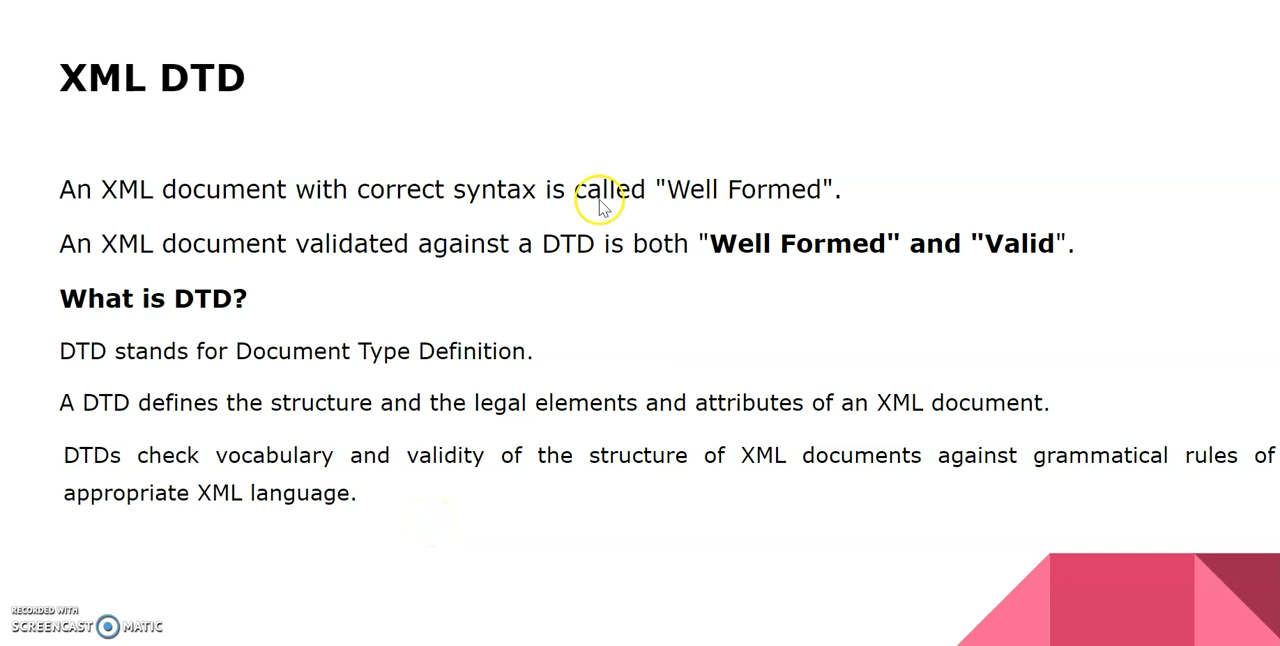 XML DTD
An XML document with correct syntax is called "Well Formed".
An XML document validated against a DTD is both "Well Formed" and "Valid".
What is DTD?
DTD stands for Document Type Definition.
A DTD defines the structure and the legal elements and attributes of an XML document.
DTDs check vocabulary and validity of the structure of XML documents against grammatical rules of
appropriate XML language.
RECORDED WITH
SCREENCAST MATIC